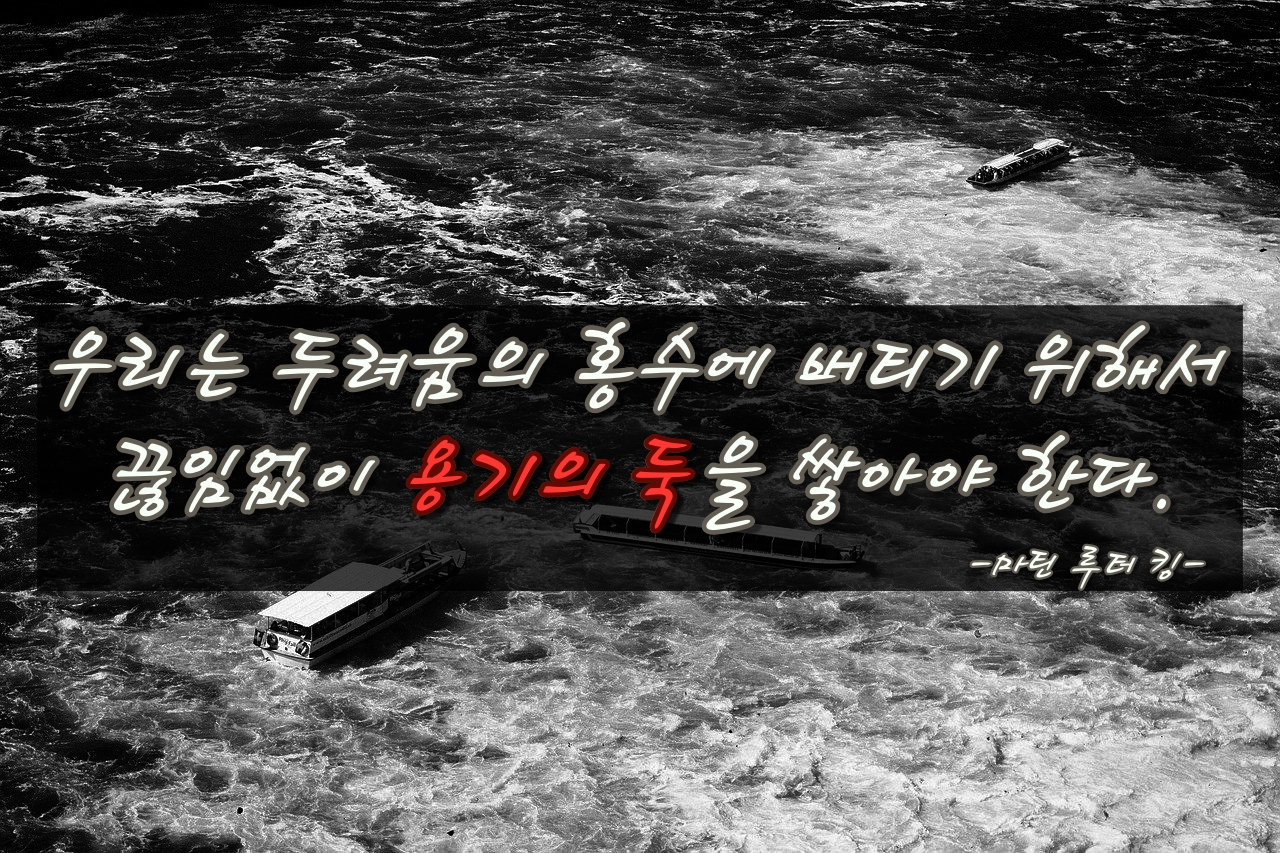 우리는 두려움의 홍수에 버티기 위해서
끊임없이 용기의 둑을 쌓아야 한다.
-마틴 루터 킹-